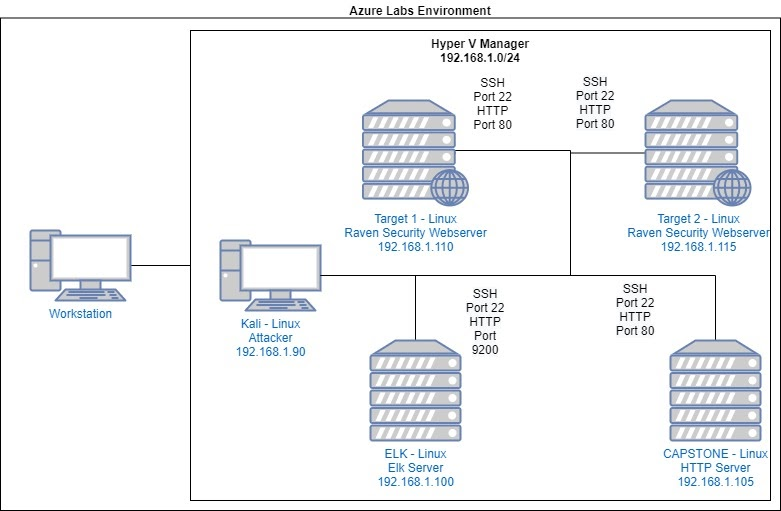 Azure Labs Environment
Hyper V Manager
192.168.1.0/24
SSH
Port 22
HTTP
Port 80
SSH
Port 22
HTTP
Port 80
Target 1 - Linux
Raven Security Webserver
192.168.1.110
Target 2 - Linux
Raven Security Webserver
192.168.1.115
Workstation
Kali - Linux
Attacker
192.168.1.90
SSH
Port 22
HTTP
Port
9200
SSH
Port 22
HTTP
Port 80
ELK - Linux
Elk Server
192.168.1.100
CAPSTONE - Linux
HTTP Server
192.168.1.105